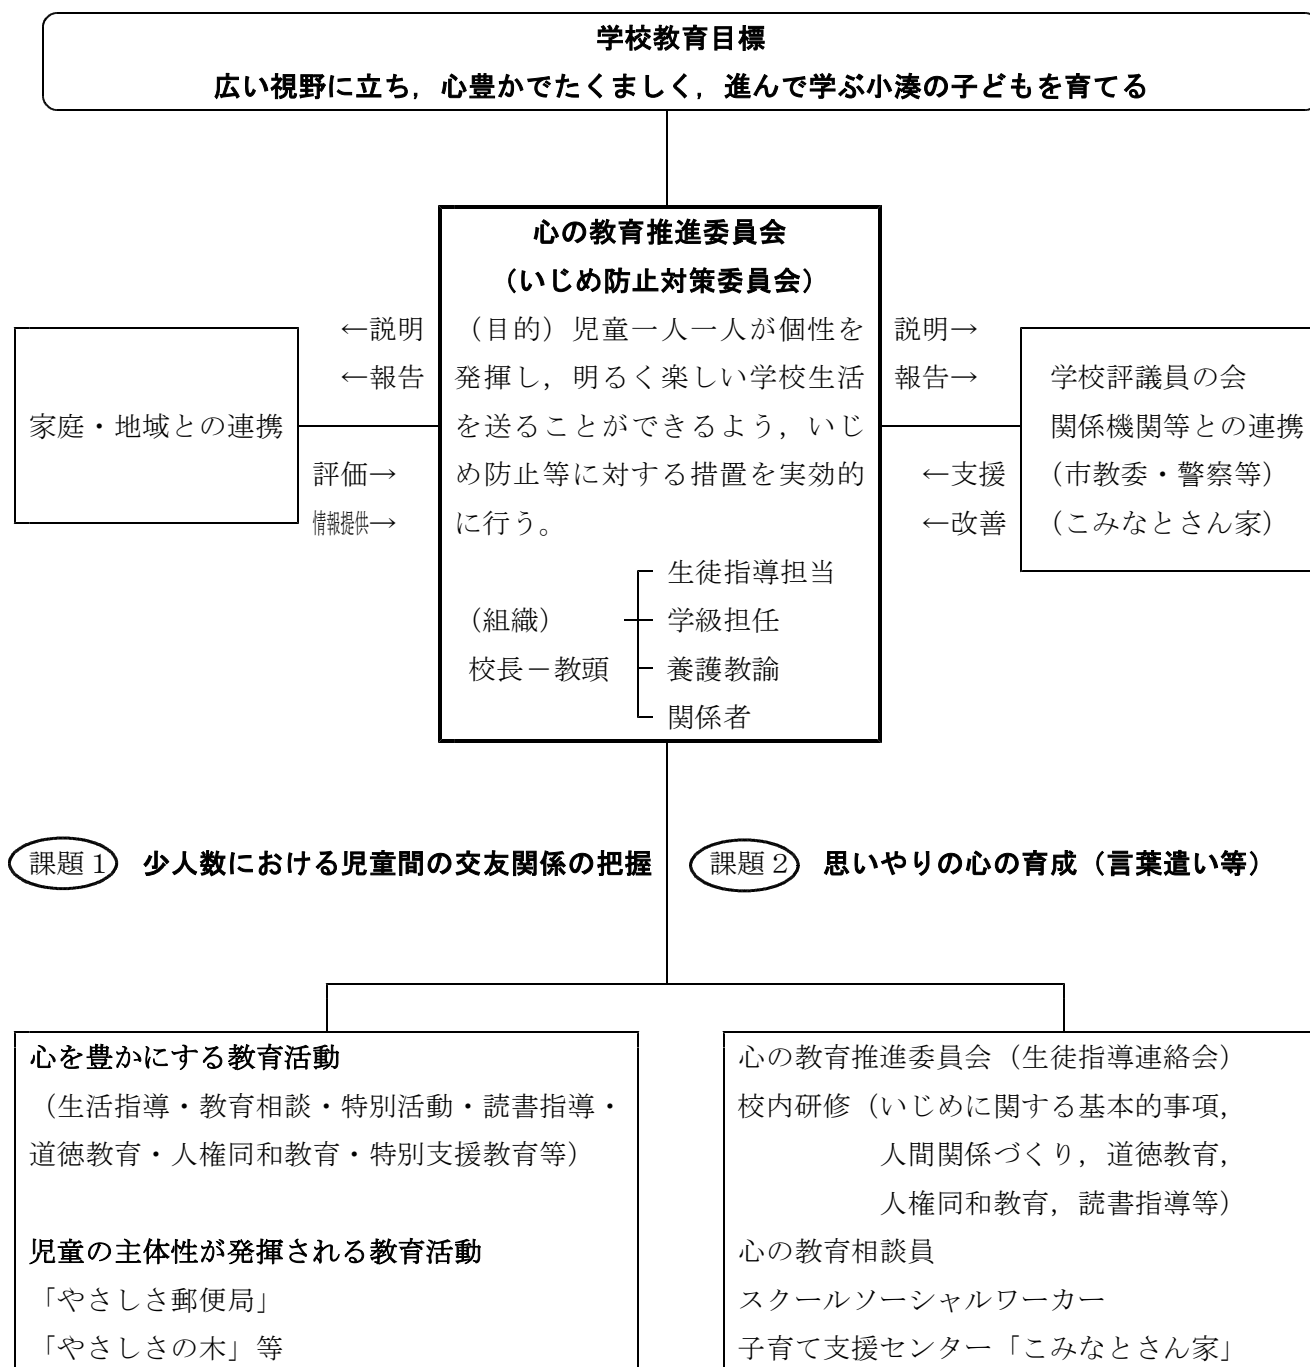 学校教育目標
広い視野に立ち，心豊かでたくましく，進んで学ぶ小湊の子どもを育てる
心の教育推進委員会
（いじめ防止対策委員会）
（目的）児童一人一人が個性を
発揮し，明るく楽しい学校生活
を送ることができるよう，いじ
め防止等に対する措置を実効的
に行う。
（組織）
校長－教頭
生徒指導担当
学級担任
養護教諭
関係者
家庭・地域との連携
←説明
←報告
評価→
情報提供→
説明→
報告→
←支援
←改善
学校評議員の会
関係機関等との連携
（市教委・警察等）
（こみなとさん家）
課題１ 少人数における児童間の交友関係の把握
課題２ 思いやりの心の育成（言葉遣い等）
心を豊かにする教育活動
（生活指導・教育相談・特別活動・読書指導・
道徳教育・人権同和教育・特別支援教育等）
児童の主体性が発揮される教育活動
「やさしさ郵便局」
「やさしさの木」等
心の教育推進委員会（生徒指導連絡会）
校内研修（いじめに関する基本的事項，
人間関係づくり，道徳教育，
人権同和教育，読書指導等）
心の教育相談員
スクールソーシャルワーカー
子育て支援センター「こみなとさん家」